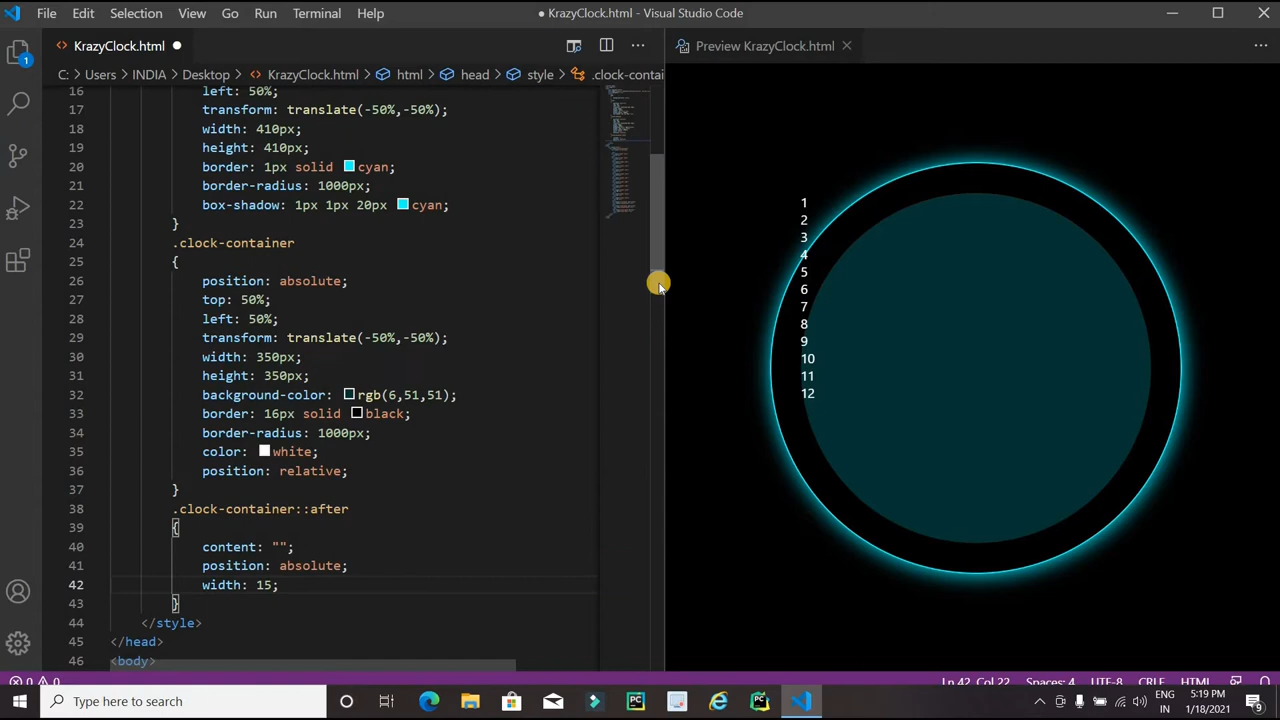 File Edit Selection View Go Run Terminal Help
● KrazyClock.html - Visual Studio Code
KrazyClock.html
Preview KrazyClock.html
C: > Users > INDIA > Desktop > KrazyClock.html > html > head > style > .clock-contai
16 left: 50%;
17 transform: translate(-50%,-50%);
18 width: 410px;
19 height: 410px;
20 border: 1px solid cyan;
21 border-radius: 1000px;
22 box-shadow: 1px 1px 20px cyan;
23 }
24 .clock-container
25 {
26 position: absolute;
27 top: 50%;
28 left: 50%;
29 transform: translate(-50%,-50%);
30 width: 350px;
31 height: 350px;
32 background-color: rgb(6,51,51);
33 border: 16px solid black;
34 border-radius: 1000px;
35 color: white;
36 position: relative;
37 }
38 .clock-container::after
39 {
40 content: "";
41 position: absolute;
42 width: 15;
43 }
44 </style>
45 </head>
46 <body>
1
2
3
4
5
6
7
8
9
10
11
12
1
0 0
Ln 42, Col 22 Spaces: 4 UTF-8 CRLF HTML
Type here to search
PC
ENG
IN
5:19 PM
1/18/2021
9